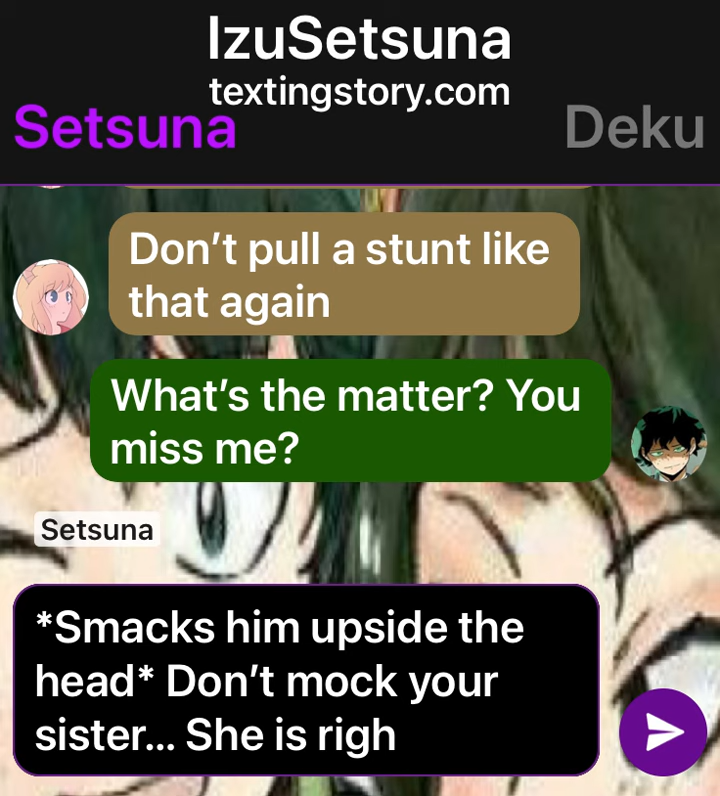 IzuSetsuna
textingstory.com
Setsuna
Deku
Don’t pull a stunt like
that again
What’s the matter? You
miss me?
Setsuna
*Smacks him upside the
head* Don’t mock your
sister... She is righ